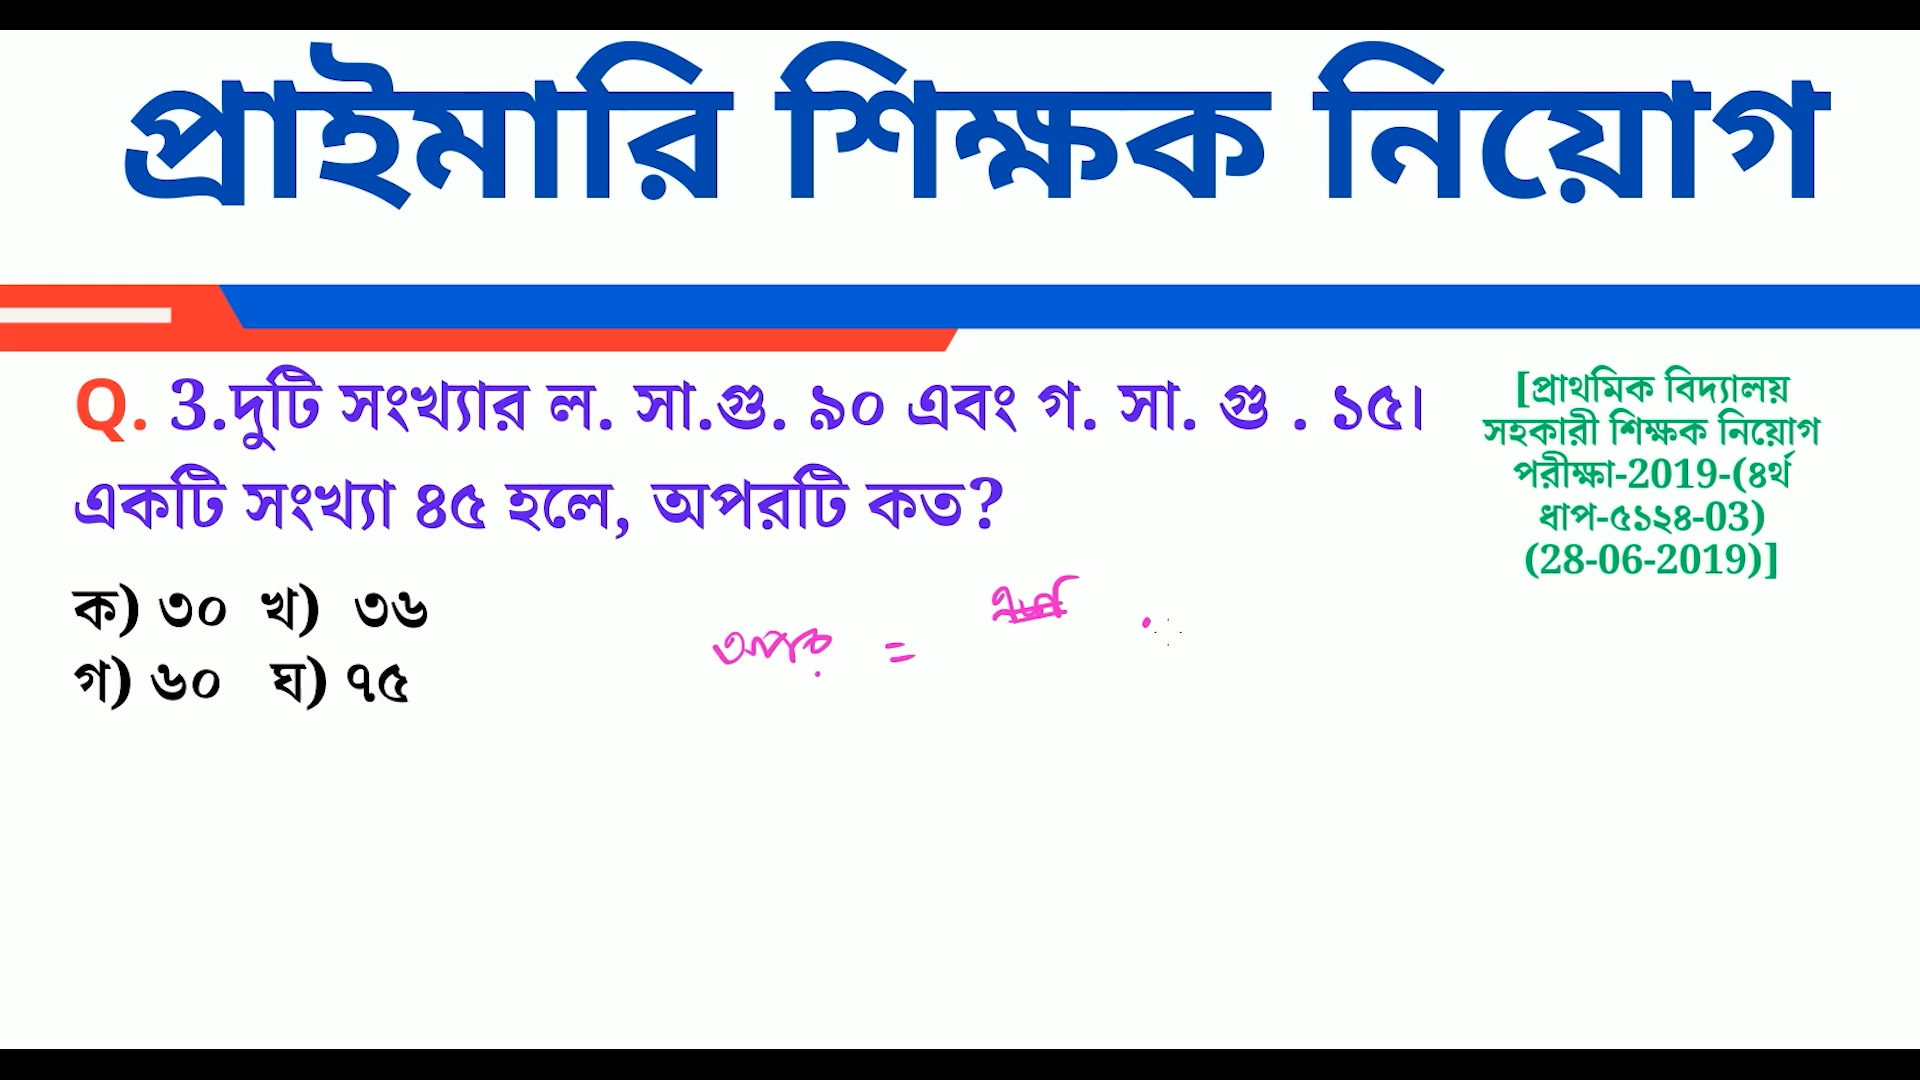 প্রাইমারি শিক্ষক নিয়োগ
Q. 3.দুটি সংখ্যার ল. সা.গু. ৯০ এবং গ. সা. গু . ১৫।
একটি সংখ্যা ৪৫ হলে, অপরটি কত?
[প্রাথমিক বিদ্যালয়
সহকারী শিক্ষক নিয়োগ
পরীক্ষা-2019-(৪র্থ
ধাপ-৫১২৪-03)
(28-06-2019)]
ক) ৩০ খ) ৩৬
গ) ৬০ ঘ) ৭৫
অপর =